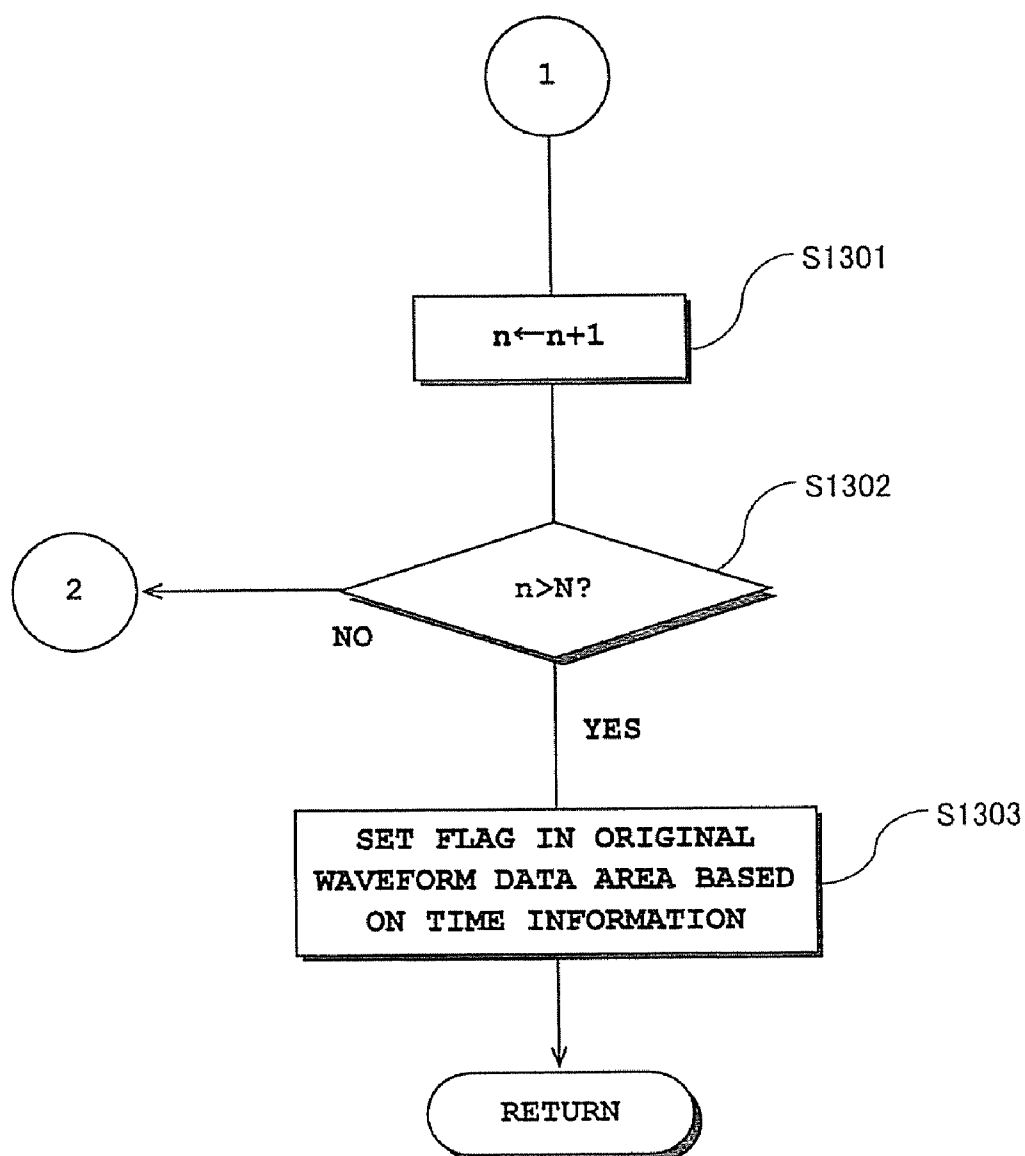 1
S1301
n←n+1
S1302
n>N?
2
NO
YES
S1303
SET FLAG IN ORIGINAL
WAVEFORM DATA AREA BASED
ON TIME INFORMATION
RETURN